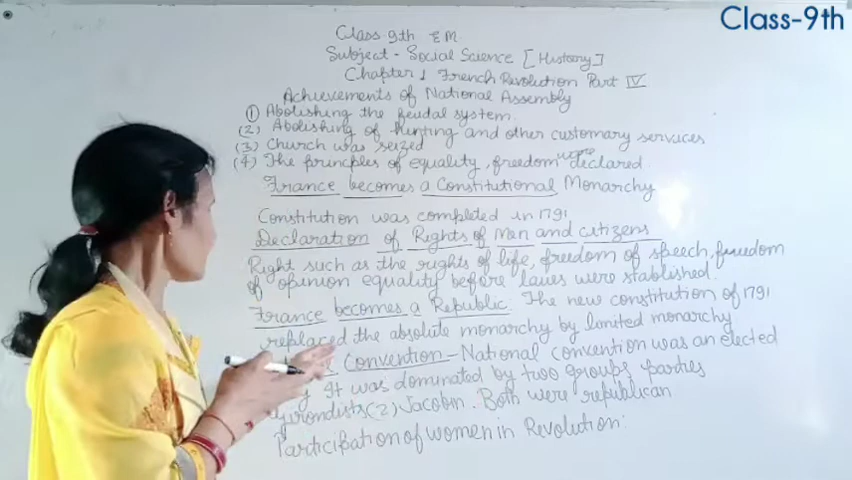 Class-9th
Class-9th EM
Subject - Social Science [History]
Chapter 1 French Revolution Part IV
Achievements of National Assembly
① Abolishing the feudal system.
(2) Abolishing of hunting and other customary services
(3) Church was seized
(4) The principles of equality, freedom were declared.
France becomes a Constitutional Monarchy
Constitution was completed in 1791
Declaration of Rights of Men and citizens
Right such as the rights of life, freedom of speech, freedom
of opinion equality before laws were stablished.
France becomes a Republic. The new constitution of 1791
replaced the absolute monarchy by limited monarchy
Convention - National convention was an elected
It was dominated by two groups parties
Girondists (2) Jacobin. Both were republican
Participation of women in Revolution: